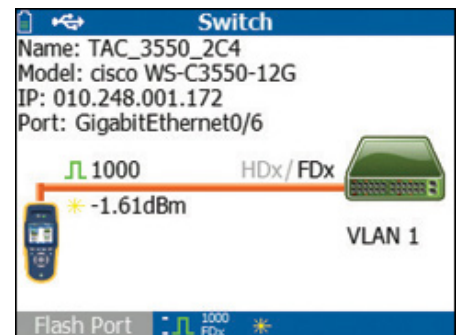 Switch
Name: TAC_3550_2C4
Model: cisco WS-C3550-12G
IP: 010.248.001.172
Port: GigabitEthernet0/6
1000 HDx/FDx
-1.61dBm
VLAN 1
Flash Port 1000
FDx